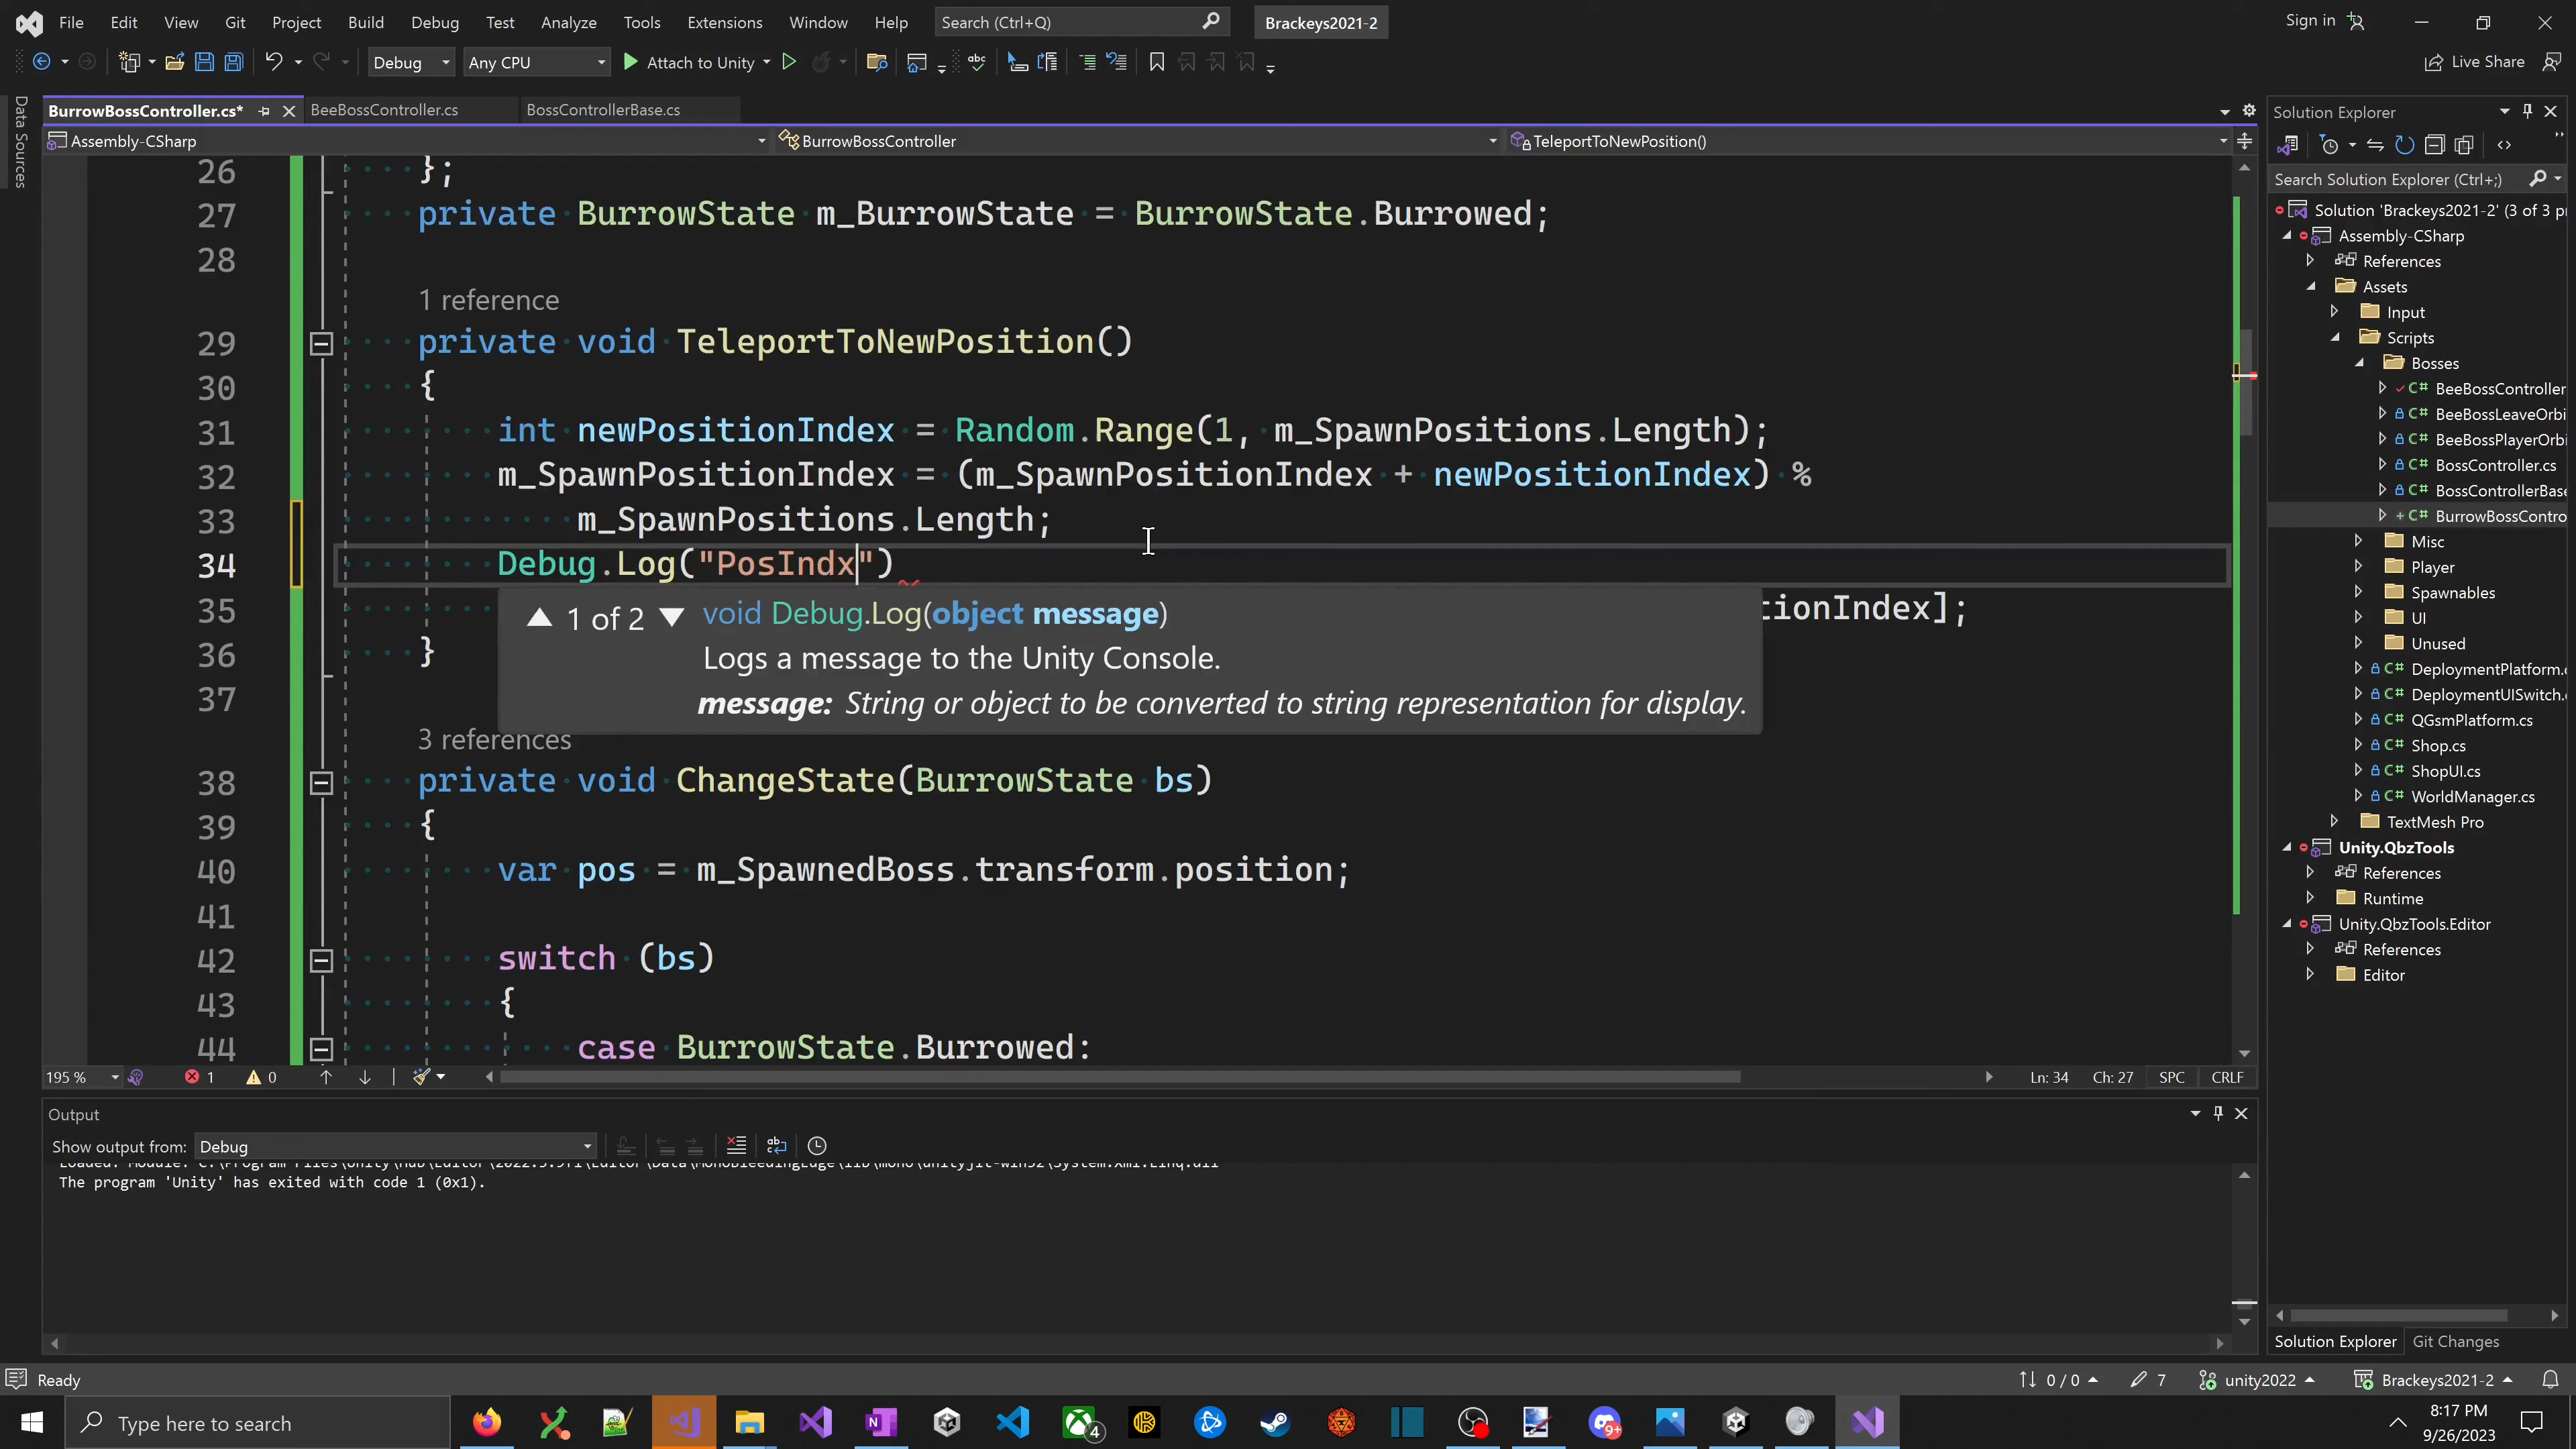 File Edit View Git Project Build Debug Test Analyze Tools Extensions Window Help Search (Ctrl+Q) Brackeys2021-2 Sign in
Debug Any CPU Attach to Unity Live Share
Data Sources
BurrowBossController.cs* BeeBossController.cs BossControllerBase.cs
Assembly-CSharp BurrowBossController TeleportToNewPosition()
26 };
27 private BurrowState m_BurrowState = BurrowState.Burrowed;
28
1 reference
29 private void TeleportToNewPosition()
30 {
31 int newPositionIndex = Random.Range(1, m_SpawnPositions.Length);
32 m_SpawnPositionIndex = (m_SpawnPositionIndex + newPositionIndex) %
33 m_SpawnPositions.Length;
34 Debug.Log("PosIndx")
35 tionIndex];
1 of 2 void Debug.Log(object message)
Logs a message to the Unity Console.
message: String or object to be converted to string representation for display.
36 }
37
3 references
38 private void ChangeState(BurrowState bs)
39 {
40 var pos = m_SpawnedBoss.transform.position;
41
42 switch (bs)
43 {
44 case BurrowState.Burrowed:
195 % 1 0 Ln: 34 Ch: 27 SPC CRLF
Output
Show output from: Debug
The program 'Unity' has exited with code 1 (0x1).
Solution Explorer
Search Solution Explorer (Ctrl+;)
Solution 'Brackeys2021-2' (3 of 3 p
Assembly-CSharp
References
Assets
Input
Scripts
Bosses
C# BeeBossController
C# BeeBossLeaveOrbi
C# BeeBossPlayerOrbi
C# BossController.cs
C# BossControllerBase
C# BurrowBossContro
Misc
Player
Spawnables
UI
Unused
C# DeploymentPlatform.c
C# DeploymentUISwitch.c
C# QGsmPlatform.cs
C# Shop.cs
C# ShopUI.cs
C# WorldManager.cs
TextMesh Pro
Unity.QbzTools
References
Runtime
Unity.QbzTools.Editor
References
Editor
Solution Explorer Git Changes
Ready 0 / 0 7 unity2022 Brackeys2021-2
Type here to search 4 9+ 8:17 PM
9/26/2023